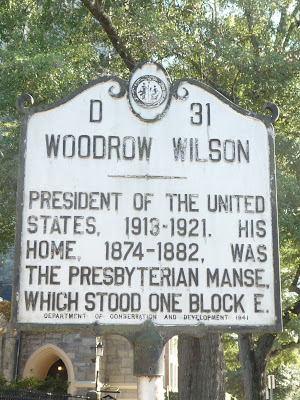 D 31
WOODROW WILSON
PRESIDENT OF THE UNITED
STATES, 1913-1921. HIS
HOME, 1874-1882, WAS
THE PRESBYTERIAN MANSE,
WHICH STOOD ONE BLOCK E.
DEPARTMENT OF CONSERVATION AND DEVELOPMENT 1941